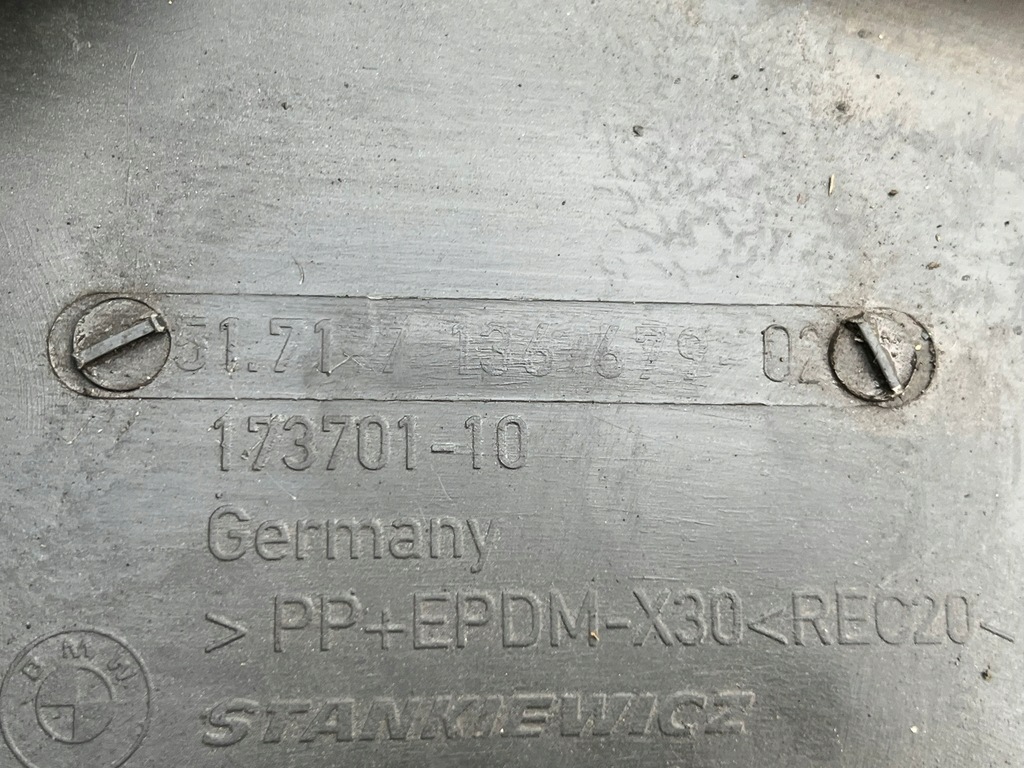 51.71-7 136 679-02
173701-10
Germany
> PP+EPDM-X30<REC20<
BMW
STANKIEWICZ